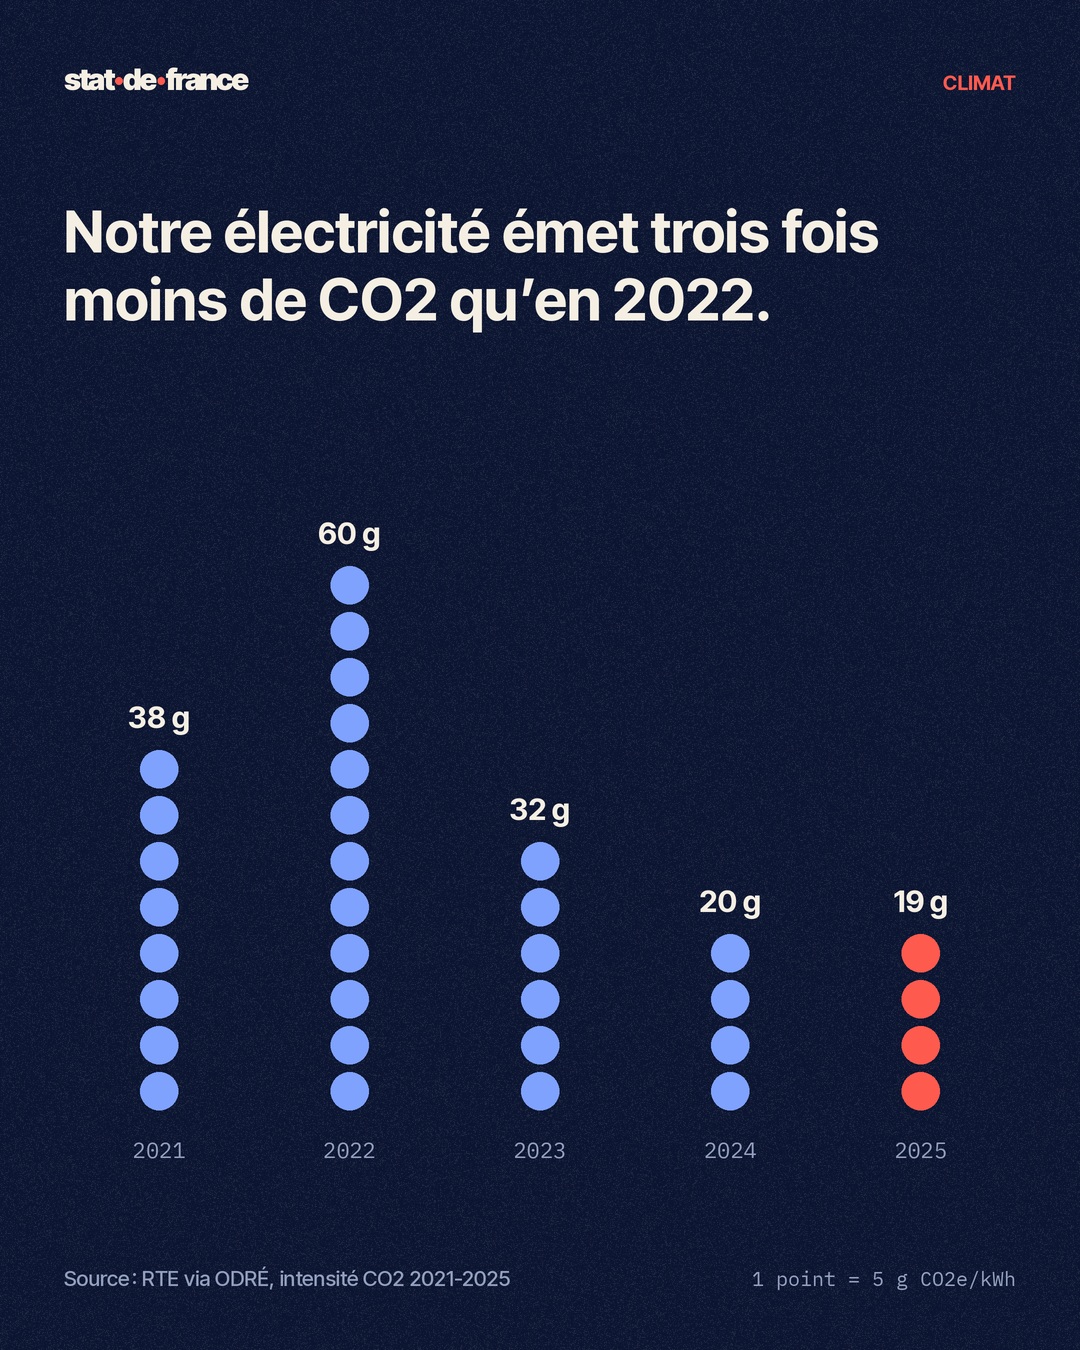 stat•de•france
CLIMAT
Notre électricité émet trois fois
moins de CO2 qu’en 2022.
60 g
38 g
32 g
20 g
19 g
2021
2022
2023
2024
2025
Source : RTE via ODRÉ, intensité CO2 2021-2025
1 point = 5 g CO2e/kWh